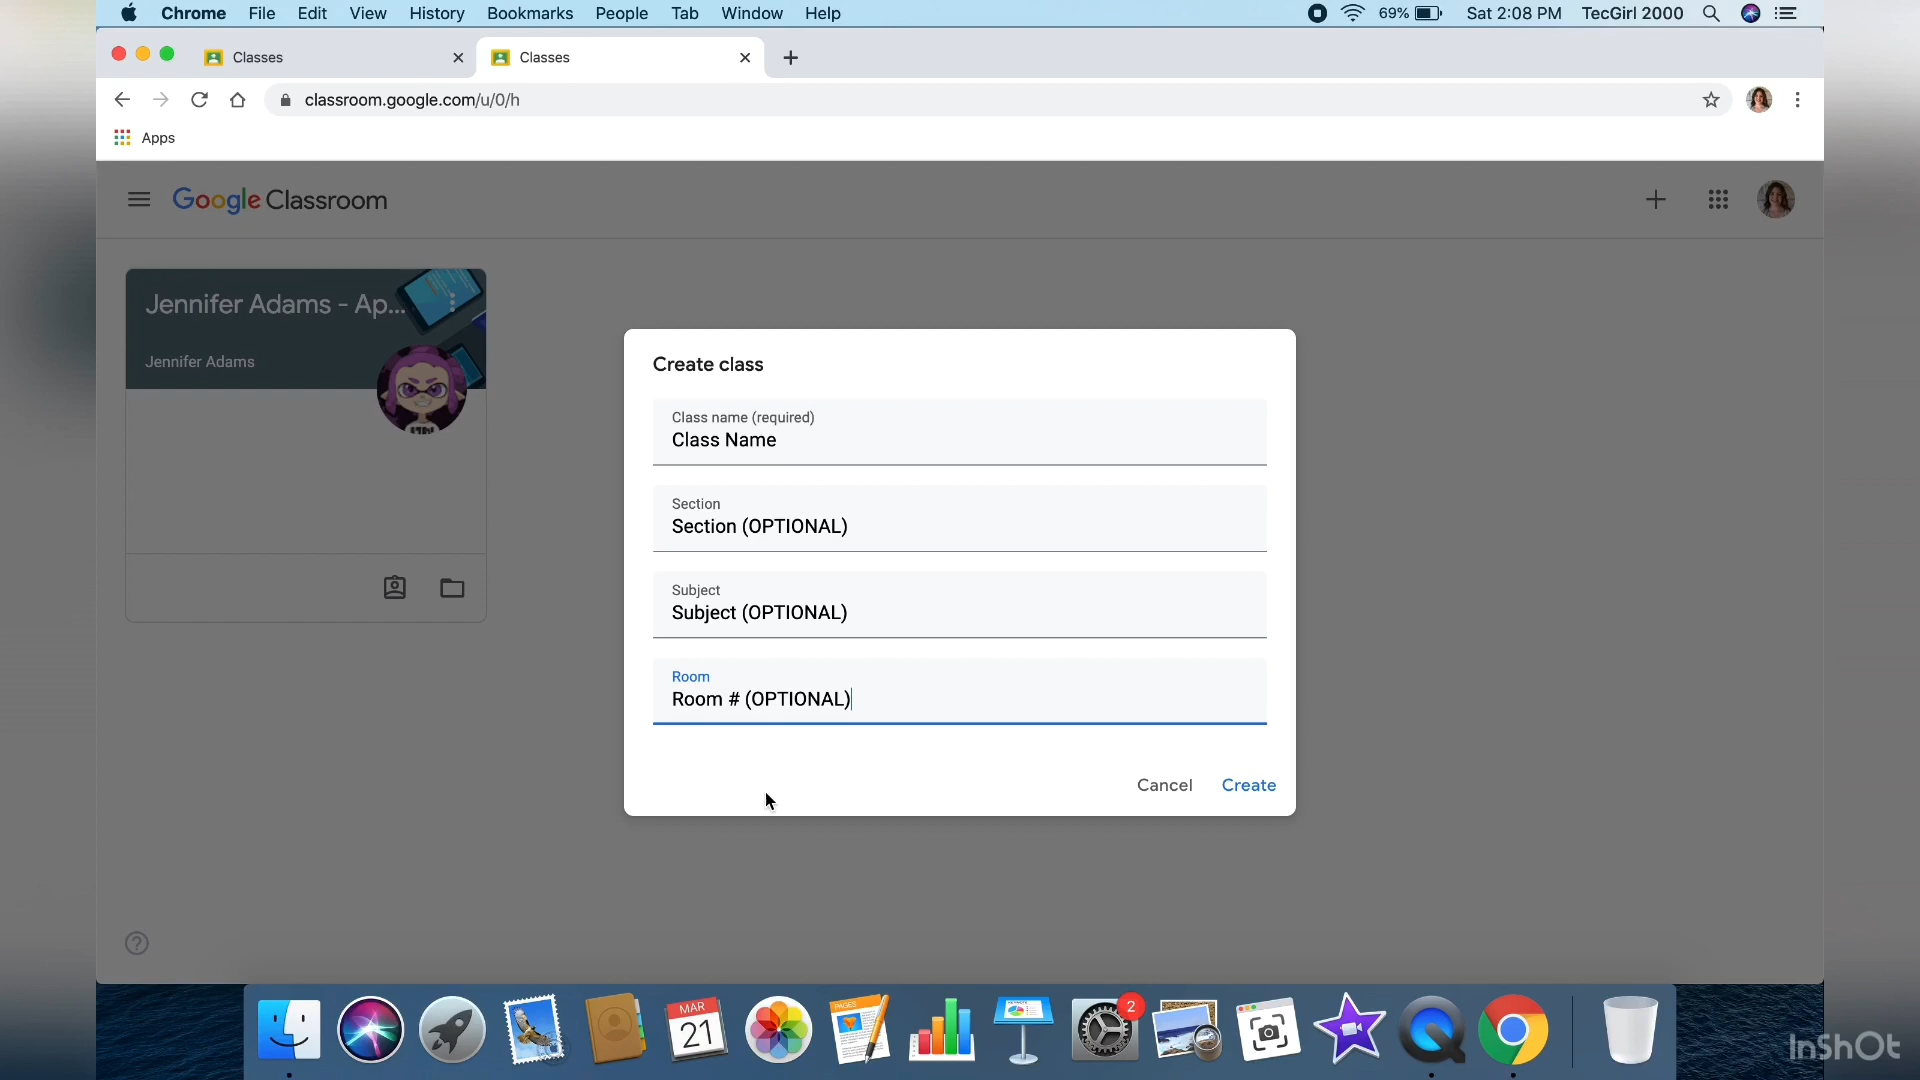 Chrome File Edit View History Bookmarks People Tab Window Help 69% Sat 2:08 PM TecGirl 2000
Classes Classes
classroom.google.com/u/0/h
Apps
Google Classroom
Jennifer Adams - Ap...
Jennifer Adams
Create class
Class name (required)
Class Name
Section
Section (OPTIONAL)
Subject
Subject (OPTIONAL)
Room
Room # (OPTIONAL)
Cancel Create
MAR
21
PAGES
KEYNOTE
2
InShOt